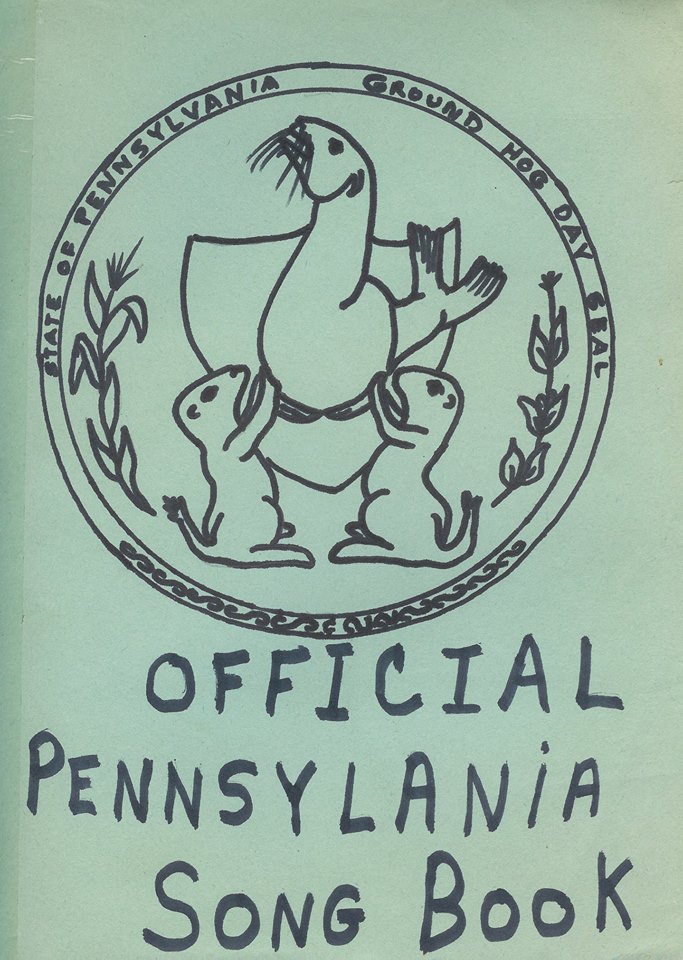 STATE OF PENNSYLVANIA GROUND HOG DAY SEAL
OFFICIAL
PENNSYLANIA
SONG BOOK